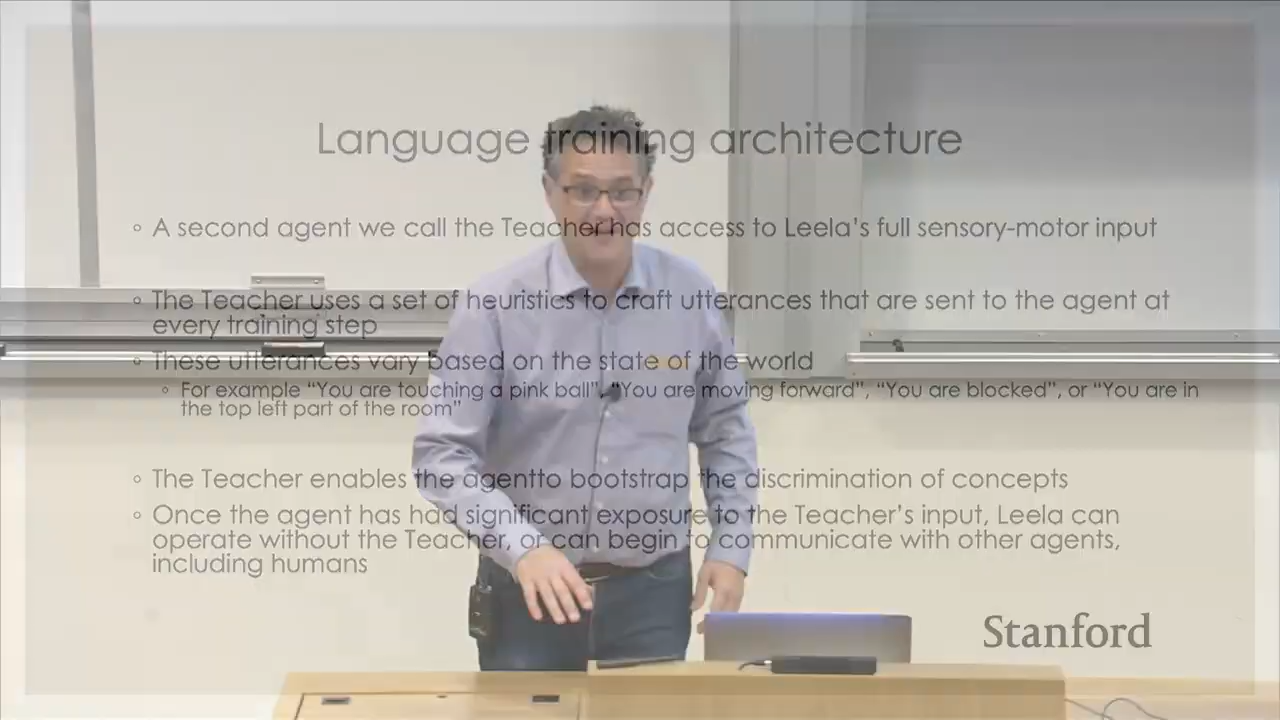 Language training architecture
◦ A second agent we call the Teacher has access to Leela's full sensory-motor input
◦ The Teacher uses a set of heuristics to craft utterances that are sent to the agent at
every training step
◦ These utterances vary based on the state of the world
◦ For example "You are touching a pink ball", "You are moving forward", "You are blocked", or "You are in
the top left part of the room"
◦ The Teacher enables the agentto bootstrap the discrimination of concepts
◦ Once the agent has had significant exposure to the Teacher's input, Leela can
operate without the Teacher, or can begin to communicate with other agents,
including humans
Stanford